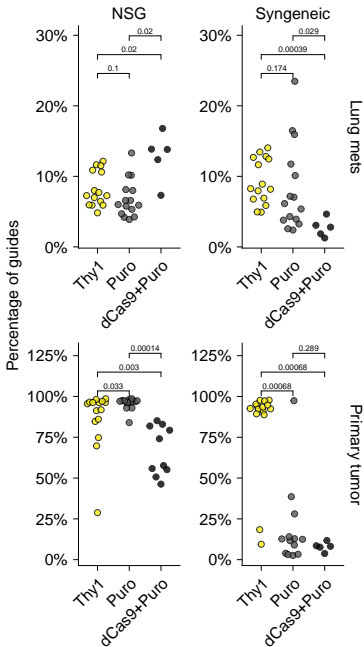 NSG
Syngeneic
Percentage of guides
30%
20%
10%
0%
0.02
0.02
0.1
Thy1
Puro
dCas9+Puro
30%
20%
10%
0%
0.029
0.00039
0.174
Thy1
Puro
dCas9+Puro
Lung mets
125%
100%
75%
50%
25%
0%
0.00014
0.003
0.033
Thy1
Puro
dCas9+Puro
125%
100%
75%
50%
25%
0%
0.289
0.00068
0.00068
Thy1
Puro
dCas9+Puro
Primary tumor